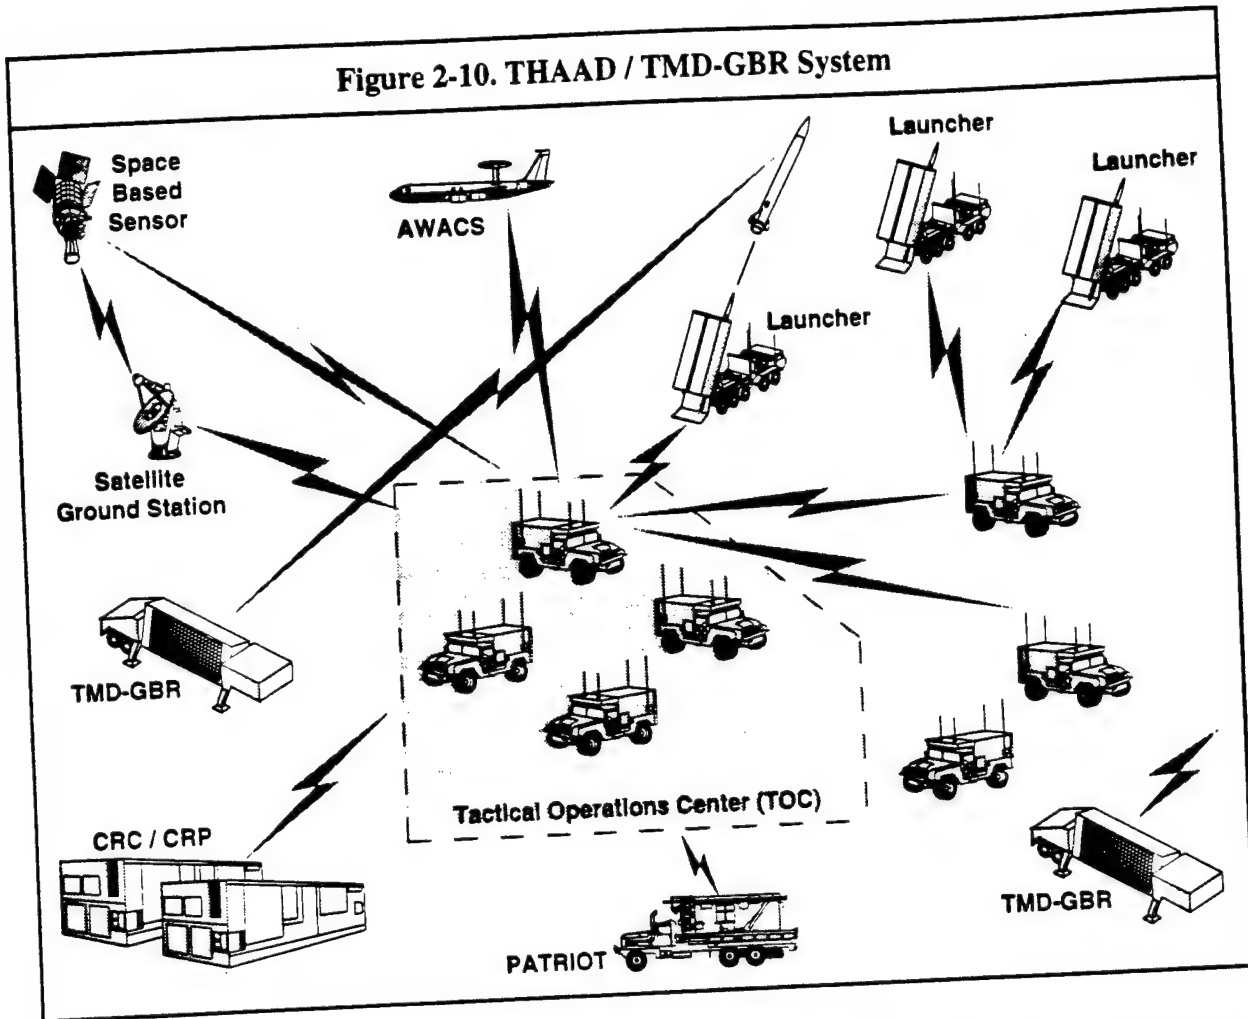 Figure 2-10. THAAD / TMD-GBR System
Space
Based
Sensor
AWACS
Launcher
Launcher
Launcher
Satellite
Ground Station
TMD-GBR
Tactical Operations Center (TOC)
CRC / CRP
TMD-GBR
PATRIOT